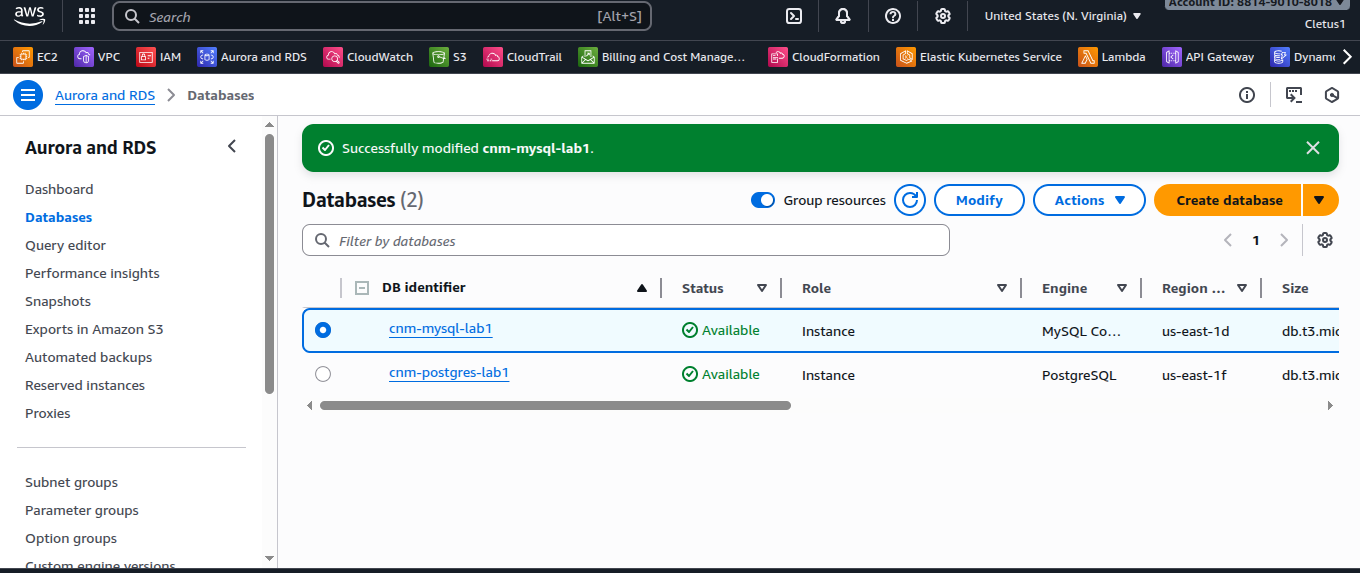 Account ID: 8814-9010-8018
aws
Search
[Alt+S]
United States (N. Virginia)
Cletus1
EC2
VPC
IAM
Aurora and RDS
CloudWatch
S3
CloudTrail
Billing and Cost Manage...
CloudFormation
Elastic Kubernetes Service
Lambda
API Gateway
Dynam
Aurora and RDS
Databases
Aurora and RDS
Dashboard
Databases
Query editor
Performance insights
Snapshots
Exports in Amazon S3
Automated backups
Reserved instances
Proxies
Subnet groups
Parameter groups
Option groups
Custom engine versions
Successfully modified cnm-mysql-lab1.
Databases (2)
Group resources
Modify
Actions
Create database
Filter by databases
1
DB identifier Status Role Engine Region ... Size
cnm-mysql-lab1 Available Instance MySQL Co... us-east-1d db.t3.mic
cnm-postgres-lab1 Available Instance PostgreSQL us-east-1f db.t3.mic